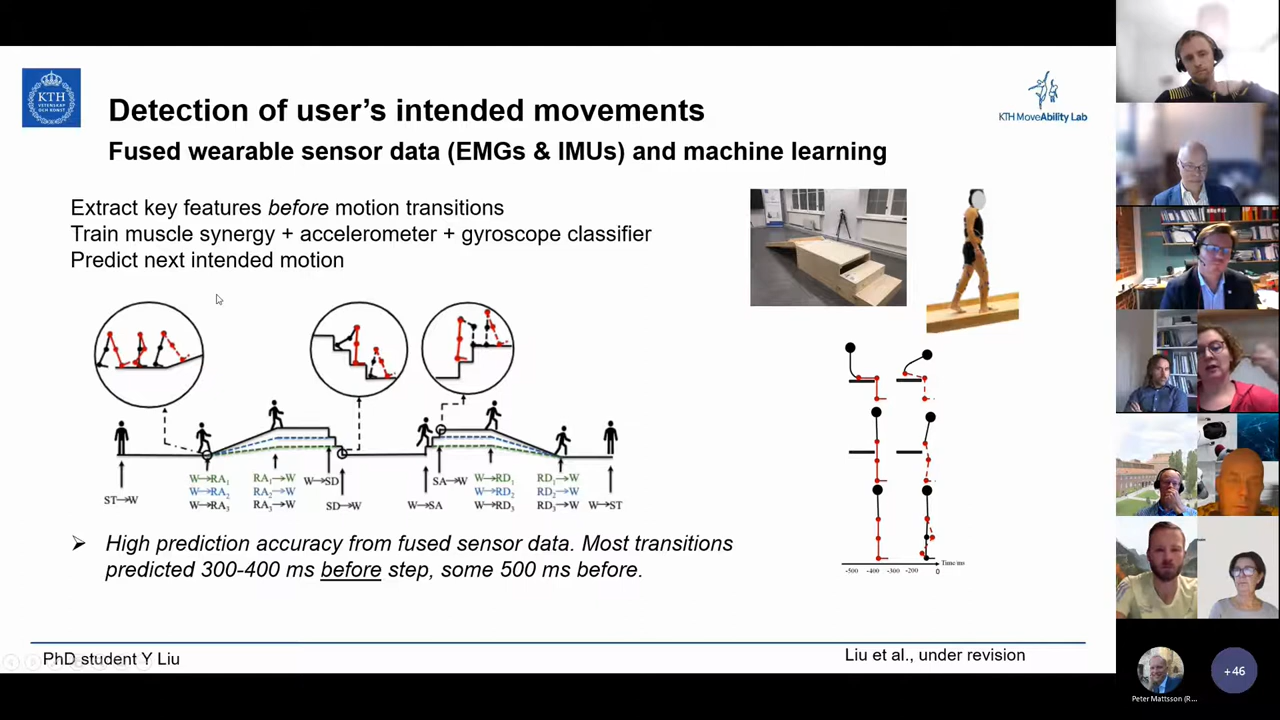 KTH
VETENSKAP
OCH KONST
Detection of user's intended movements
Fused wearable sensor data (EMGs & IMUs) and machine learning
KTH MoveAbility Lab
Extract key features before motion transitions
Train muscle synergy + accelerometer + gyroscope classifier
Predict next intended motion
ST→W
W→RA1
W→RA2
W→RA3
RA1→W
RA2→W
RA3→W
W→SD
SD→W
W→SA
SA→W
W→RD1
W→RD2
W→RD3
RD1→W
RD2→W
RD3→W
W→ST
-500 -400 -300 -200 0 Time ms
➢ High prediction accuracy from fused sensor data. Most transitions
predicted 300-400 ms before step, some 500 ms before.
PhD student Y Liu
Liu et al., under revision
Peter Mattsson (R...
+46